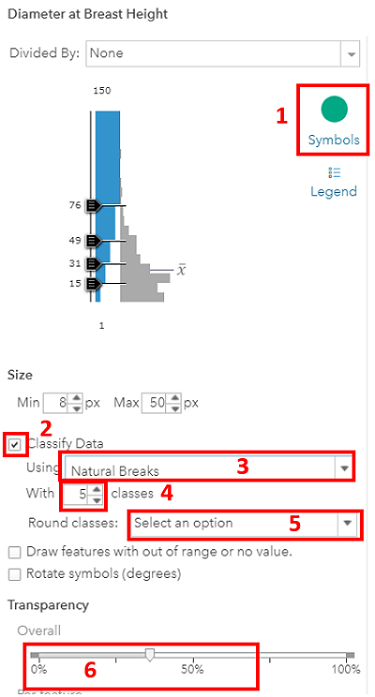 Diameter at Breast Height
Divided By: None
150
1
Symbols
Legend
76
49
31
15
x̄
1
Size
Min 8 px Max 50 px
2
Classify Data
Using Natural Breaks 3
With 5 classes 4
Round classes: Select an option 5
Draw features with out of range or no value.
Rotate symbols (degrees)
Transparency
Overall
0% 50% 100%
6